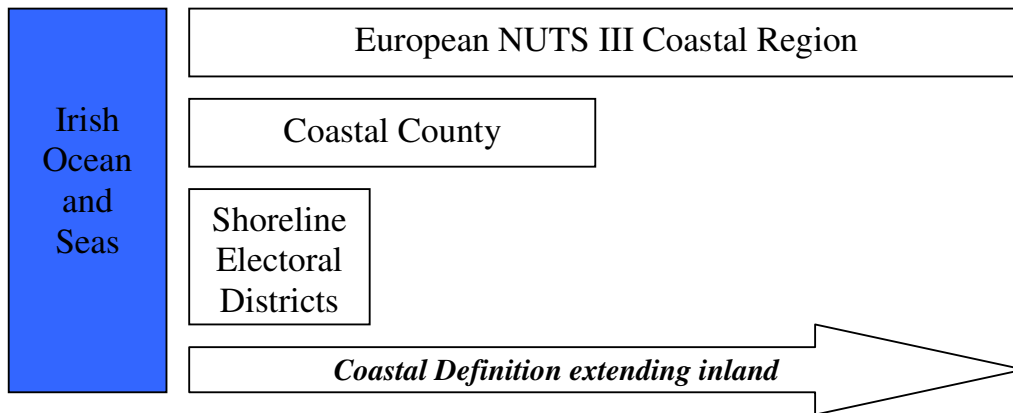 Irish
Ocean
and
Seas
European NUTS III Coastal Region
Coastal County
Shoreline
Electoral
Districts
Coastal Definition extending inland